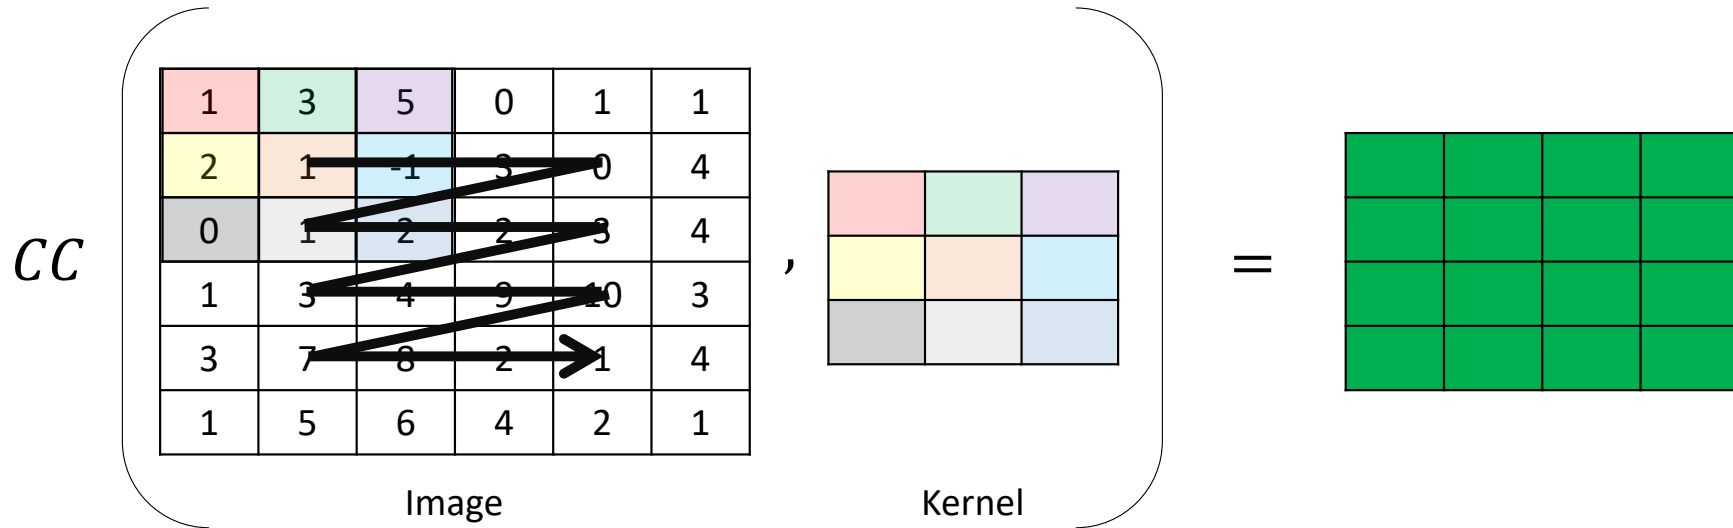 CC
1 3 5 0 1 1
2 1 -1 3 0 4
0 1 2 2 3 4
1 3 4 9 10 3
3 7 8 2 1 4
1 5 6 4 2 1
,
=
Image
Kernel